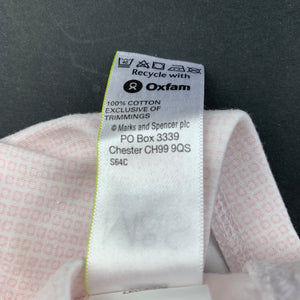 Recycle with
Oxfam
100% COTTON
EXCLUSIVE OF
TRIMMINGS
© Marks and Spencer plc
PO Box 3339
Chester CH99 9QS
S64C